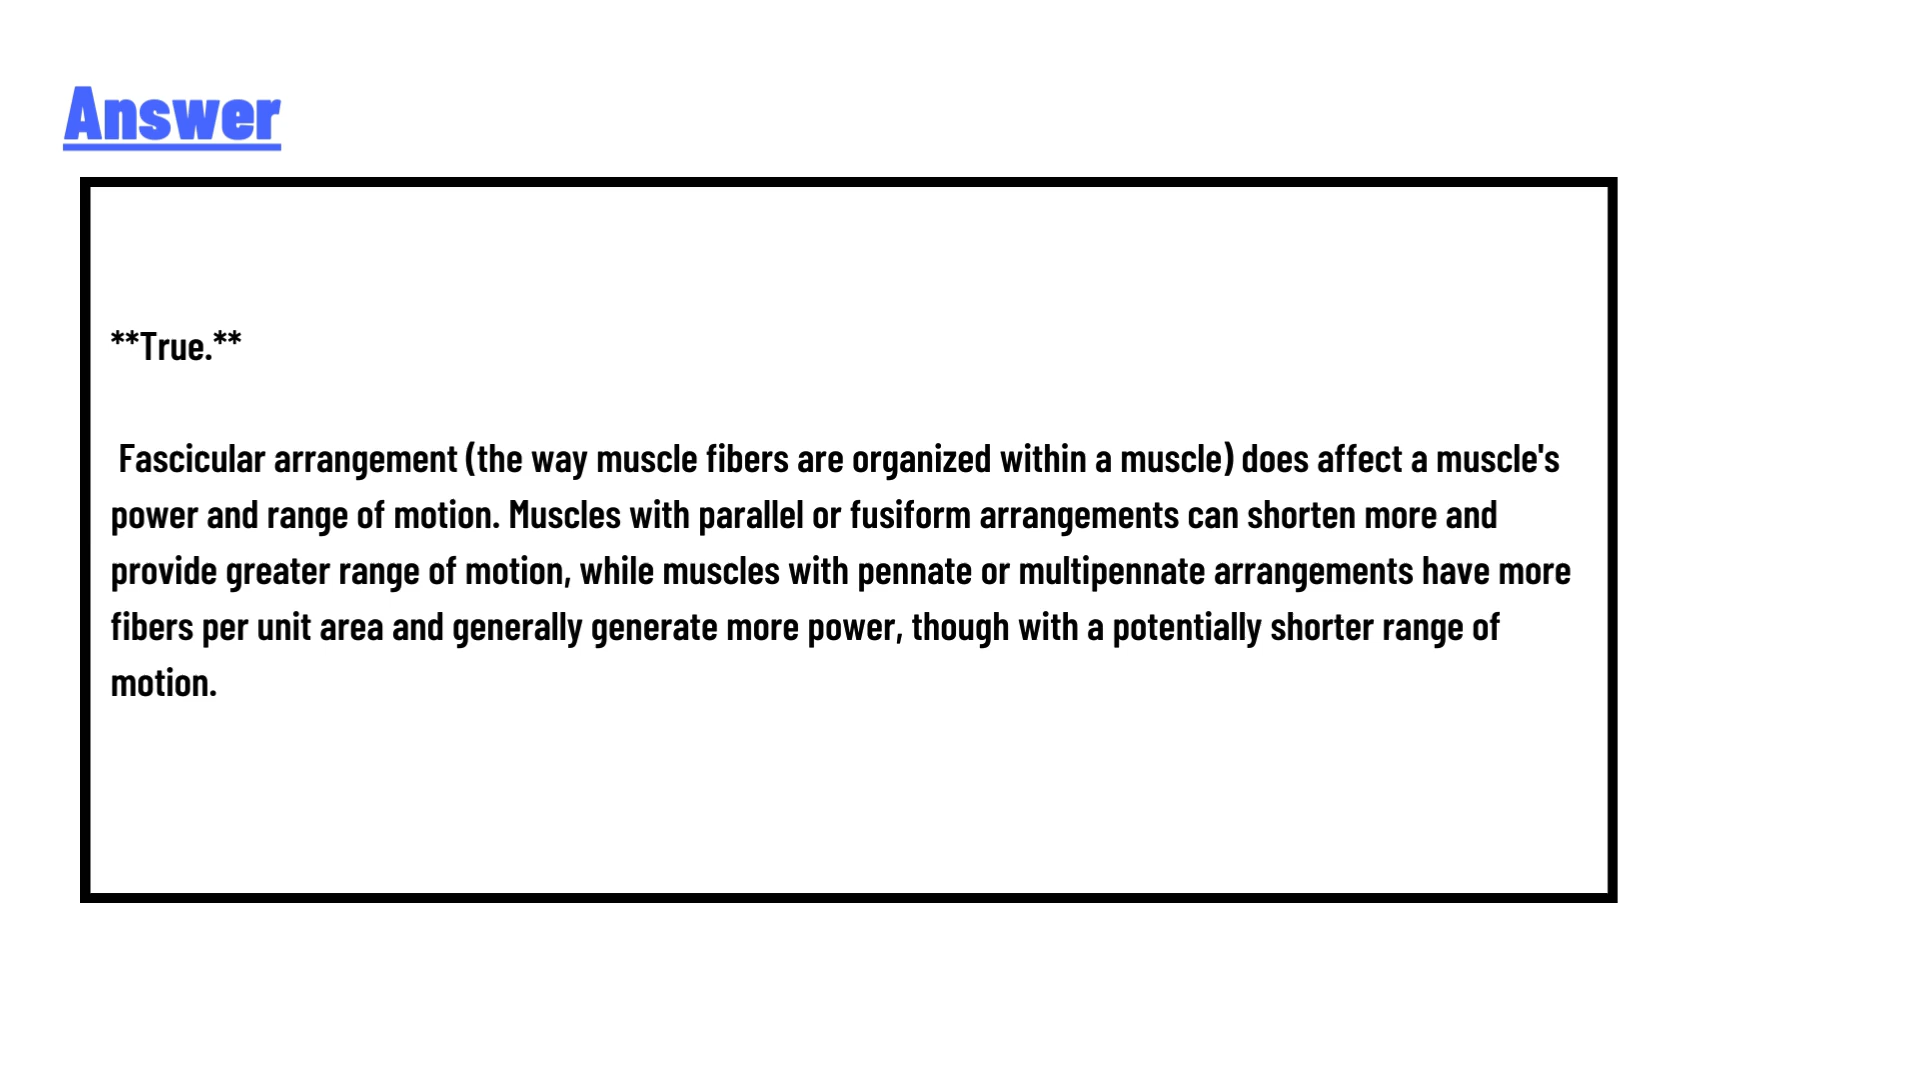 Answer
**True.**
Fascicular arrangement (the way muscle fibers are organized within a muscle) does affect a muscle's
power and range of motion. Muscles with parallel or fusiform arrangements can shorten more and
provide greater range of motion, while muscles with pennate or multipennate arrangements have more
fibers per unit area and generally generate more power, though with a potentially shorter range of
motion.